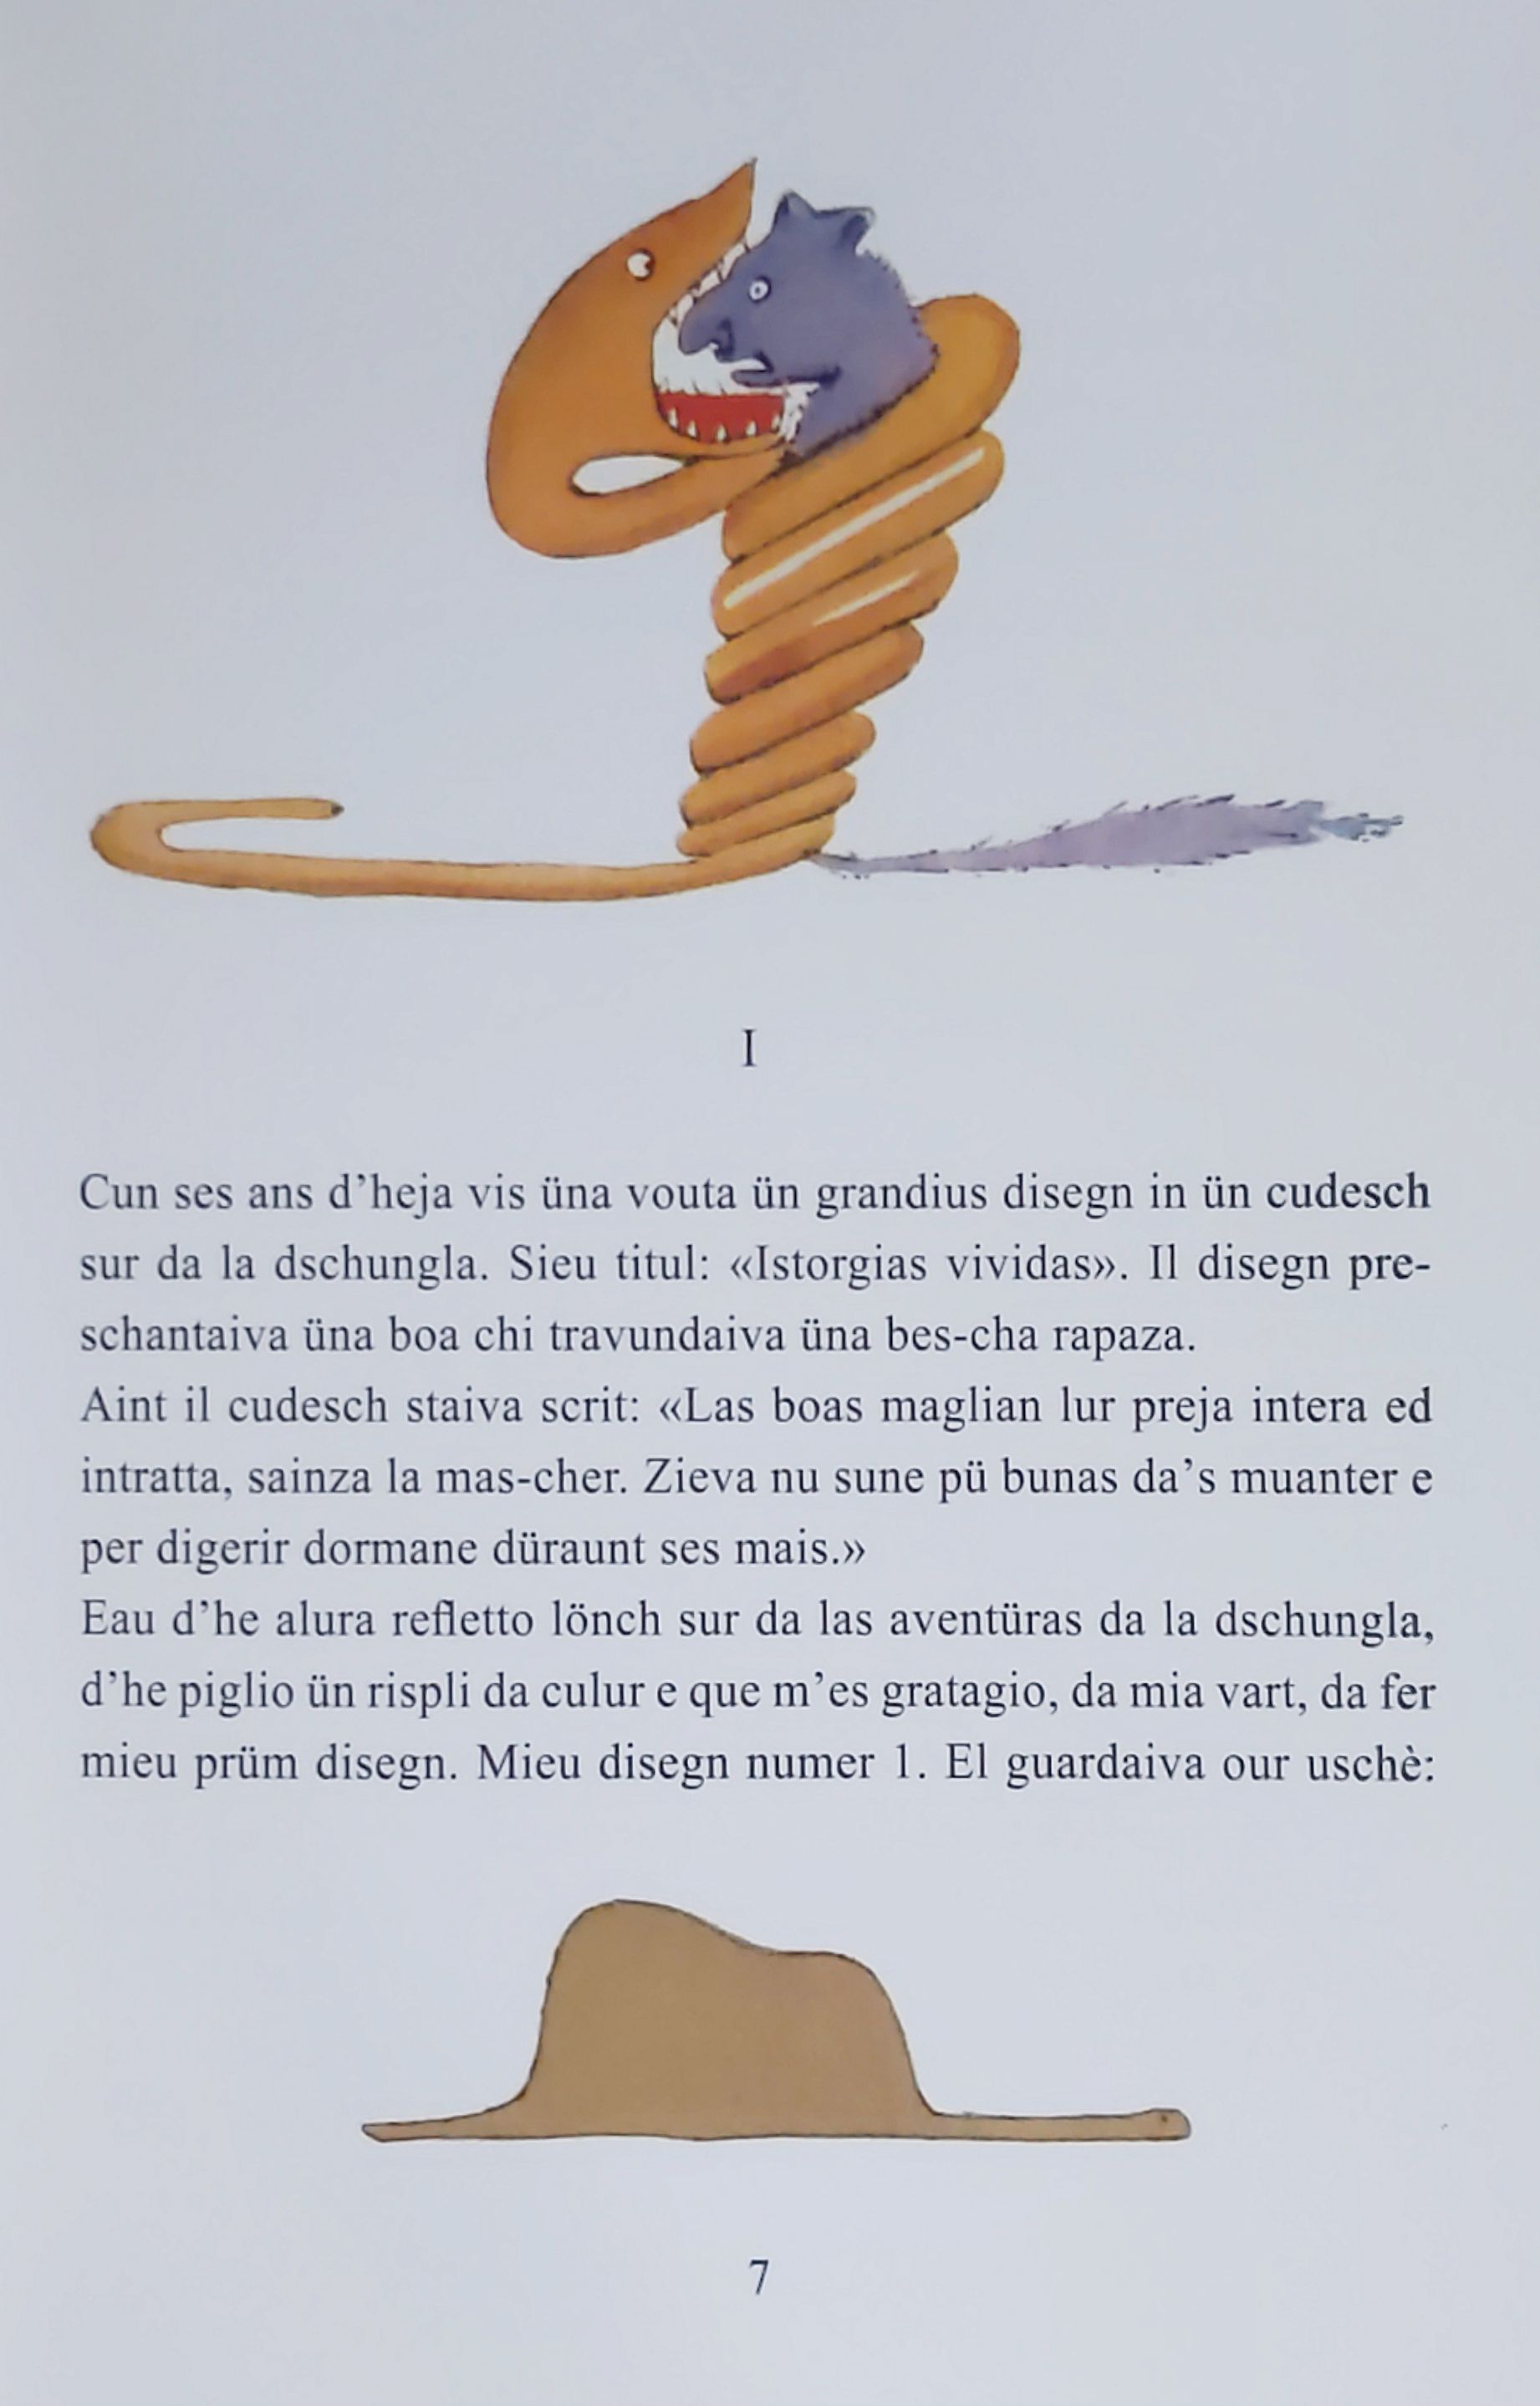 I
Cun ses ans d’heja vis üna vouta ün grandius disegn in ün cudesch
sur da la dschungla. Sieu titul: «Istorgias vividas». Il disegn pre-
schantaiva üna boa chi travundaiva üna bes-cha rapaza.
Aint il cudesch staiva scrit: «Las boas maglian lur preja intera ed
intratta, sainza la mas-cher. Zieva nu sune pü bunas da’s muanter e
per digerir dormane düraunt ses mais.»
Eau d’he alura refletto lönch sur da las aventüras da la dschungla,
d’he piglio ün rispli da culur e que m’es gratagio, da mia vart, da fer
mieu prüm disegn. Mieu disegn numer 1. El guardaiva our uschè:
7